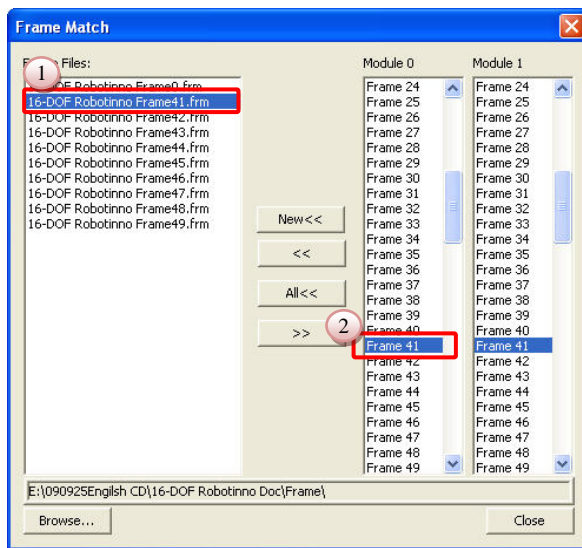 Frame Match
Files:
1
DOF Robotinno Frame0.frm
16-DOF Robotinno Frame41.frm
16-DOF Robotinno Frame42.frm
16-DOF Robotinno Frame43.frm
16-DOF Robotinno Frame44.frm
16-DOF Robotinno Frame45.frm
16-DOF Robotinno Frame46.frm
16-DOF Robotinno Frame47.frm
16-DOF Robotinno Frame48.frm
16-DOF Robotinno Frame49.frm
New<<
<<
All<<
>>
2
Module 0
Frame 24
Frame 25
Frame 26
Frame 27
Frame 28
Frame 29
Frame 30
Frame 31
Frame 32
Frame 33
Frame 34
Frame 35
Frame 36
Frame 37
Frame 38
Frame 39
Frame 40
Frame 41
Frame 42
Frame 43
Frame 44
Frame 45
Frame 46
Frame 47
Frame 48
Frame 49
Module 1
Frame 24
Frame 25
Frame 26
Frame 27
Frame 28
Frame 29
Frame 30
Frame 31
Frame 32
Frame 33
Frame 34
Frame 35
Frame 36
Frame 37
Frame 38
Frame 39
Frame 40
Frame 41
Frame 42
Frame 43
Frame 44
Frame 45
Frame 46
Frame 47
Frame 48
Frame 49
E:\090925Engilsh CD\16-DOF Robotinno Doc\Frame\
Browse...
Close